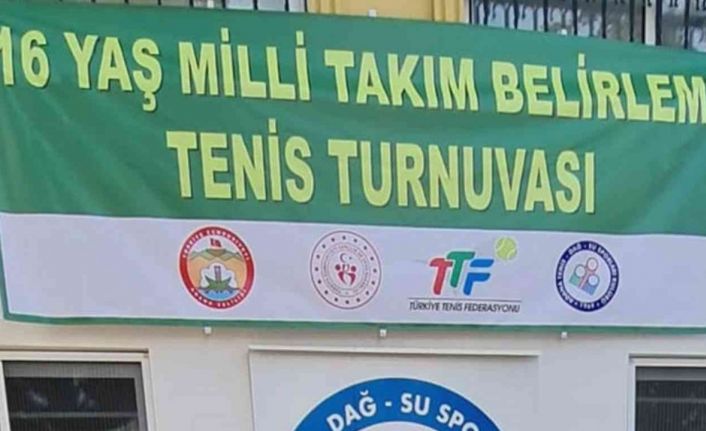 16 YAŞ MİLLİ TAKIM BELİRLEM
TENİS TURNUVASI
TTF
TÜRKİYE TENİS FEDERASYONU
DAĞ - SU SPO